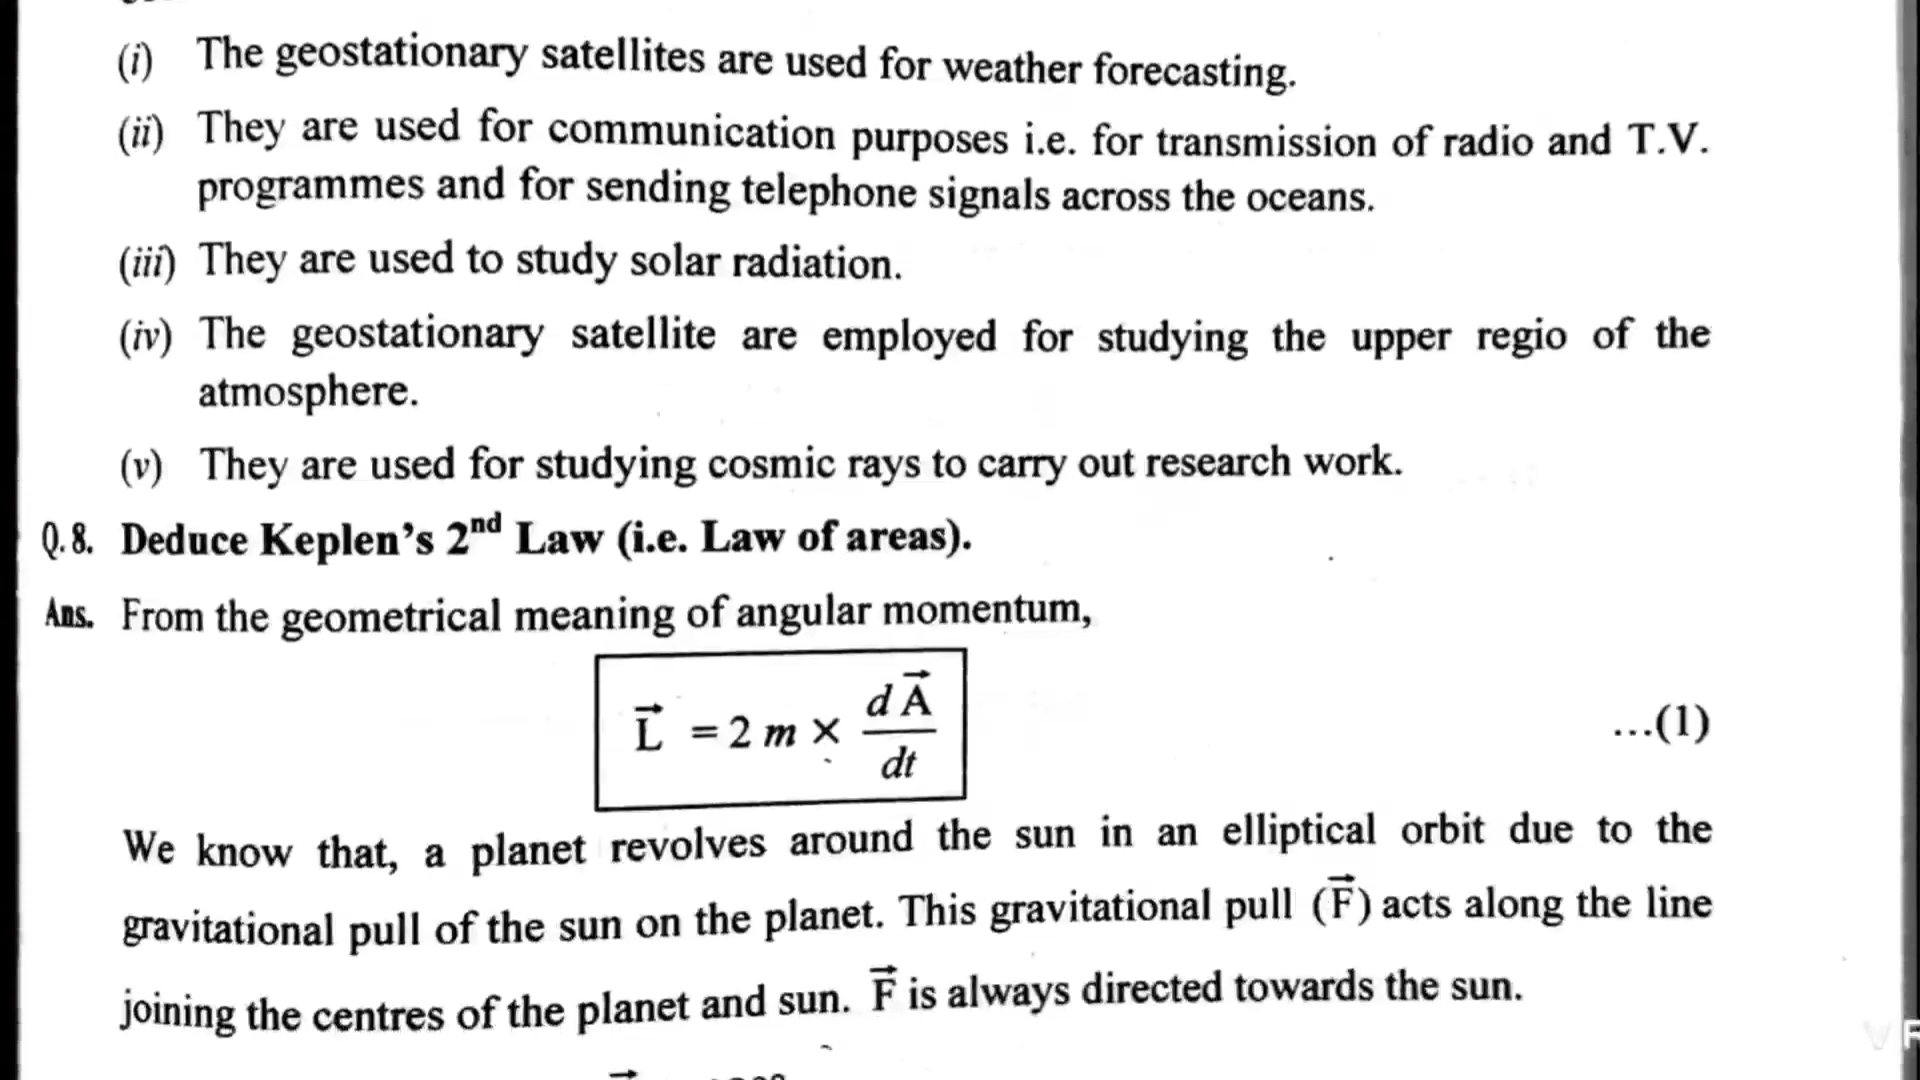 (i) The geostationary satellites are used for weather forecasting.
(ii) They are used for communication purposes i.e. for transmission of radio and T.V.
programmes and for sending telephone signals across the oceans.
(iii) They are used to study solar radiation.
(iv) The geostationary satellite are employed for studying the upper regio of the
atmosphere.
(v) They are used for studying cosmic rays to carry out research work.
Q.8. Deduce Keplen's 2nd Law (i.e. Law of areas).
Ans. From the geometrical meaning of angular momentum,
L⃗ = 2 m × dA⃗/dt ...(1)
We know that, a planet revolves around the sun in an elliptical orbit due to the
gravitational pull of the sun on the planet. This gravitational pull (F⃗) acts along the line
joining the centres of the planet and sun. F⃗ is always directed towards the sun.